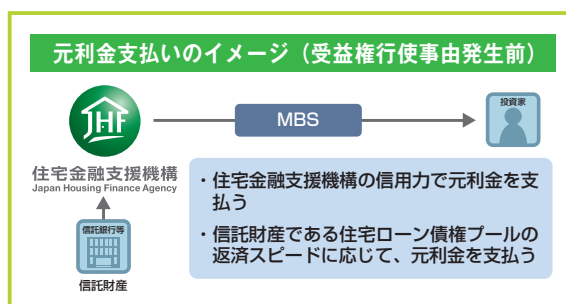 元利金支払いのイメージ（受益権行使事由発生前）
JHF
MBS
投資家
住宅金融支援機構
Japan Housing Finance Agency
・住宅金融支援機構の信用力で元利金を支
払う
・信託財産である住宅ローン債権プールの
返済スピードに応じて、元利金を支払う
信託銀行等
信託財産